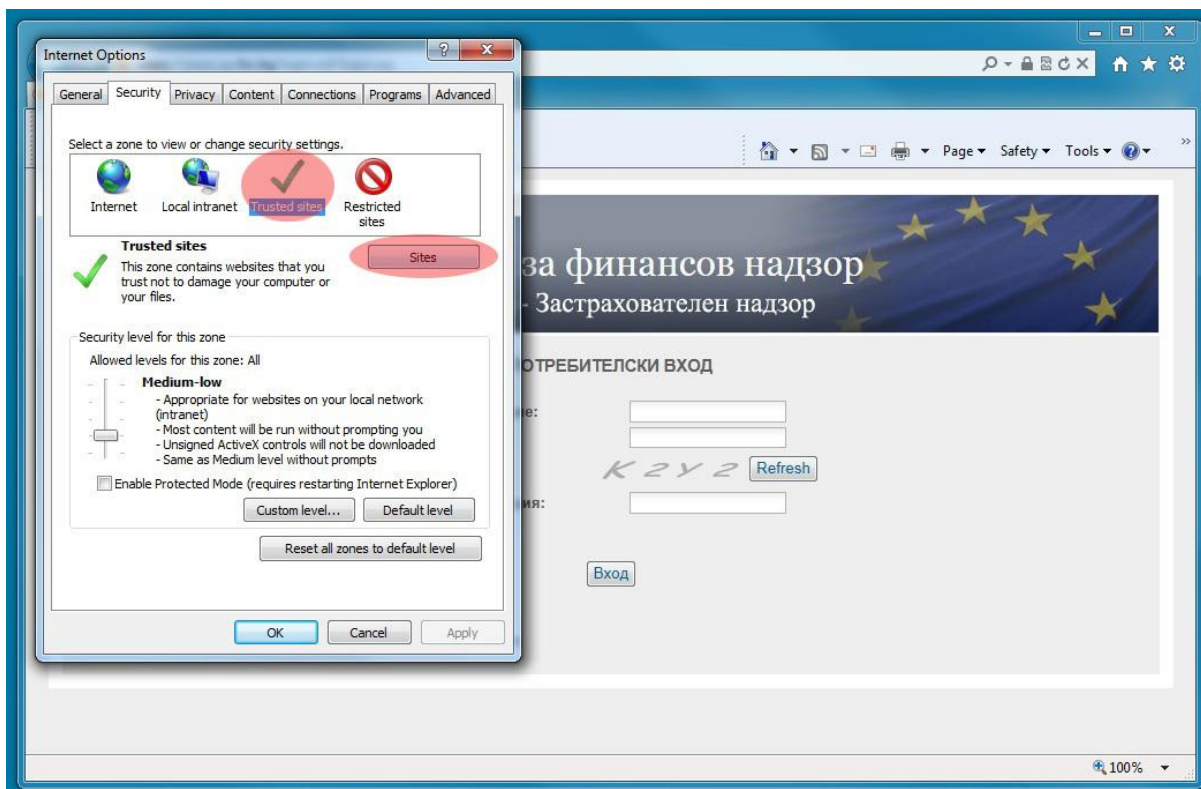 Internet Options
General Security Privacy Content Connections Programs Advanced
Select a zone to view or change security settings.
Internet Local intranet Trusted sites Restricted sites
Trusted sites
This zone contains websites that you
trust not to damage your computer or
your files.
Sites
Security level for this zone
Allowed levels for this zone: All
Medium-low
- Appropriate for websites on your local network
(intranet)
- Most content will be run without prompting you
- Unsigned ActiveX controls will not be downloaded
- Same as Medium level without prompts
Enable Protected Mode (requires restarting Internet Explorer)
Custom level... Default level
Reset all zones to default level
OK Cancel Apply
Page Safety Tools
за финансов надзор
- Застрахователен надзор
ОТРЕБИТЕЛСКИ ВХОД
е:
K2Y2 Refresh
ия:
Вход
100%